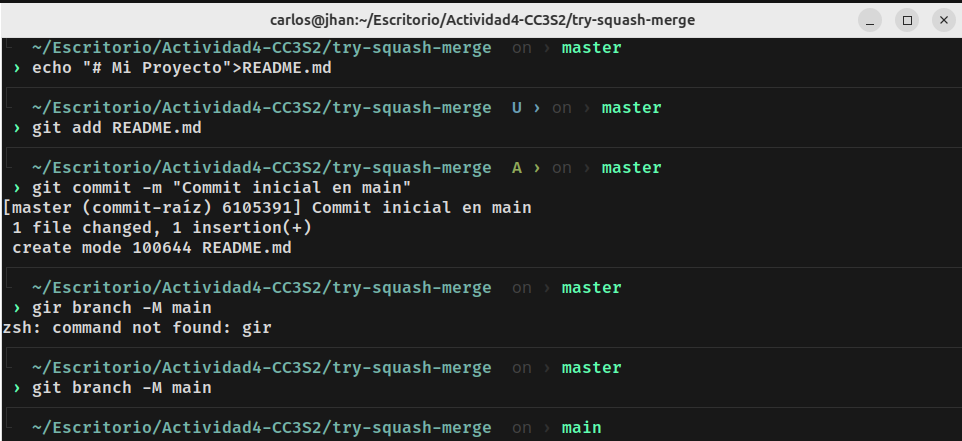 carlos@jhan:~/Escritorio/Actividad4-CC3S2/try-squash-merge
~/Escritorio/Actividad4-CC3S2/try-squash-merge on › master
› echo "# Mi Proyecto">README.md
~/Escritorio/Actividad4-CC3S2/try-squash-merge U › on › master
› git add README.md
~/Escritorio/Actividad4-CC3S2/try-squash-merge A › on › master
› git commit -m "Commit inicial en main"
[master (commit-raíz) 6105391] Commit inicial en main
1 file changed, 1 insertion(+)
create mode 100644 README.md
~/Escritorio/Actividad4-CC3S2/try-squash-merge on › master
› gir branch -M main
zsh: command not found: gir
~/Escritorio/Actividad4-CC3S2/try-squash-merge on › master
› git branch -M main
~/Escritorio/Actividad4-CC3S2/try-squash-merge on › main